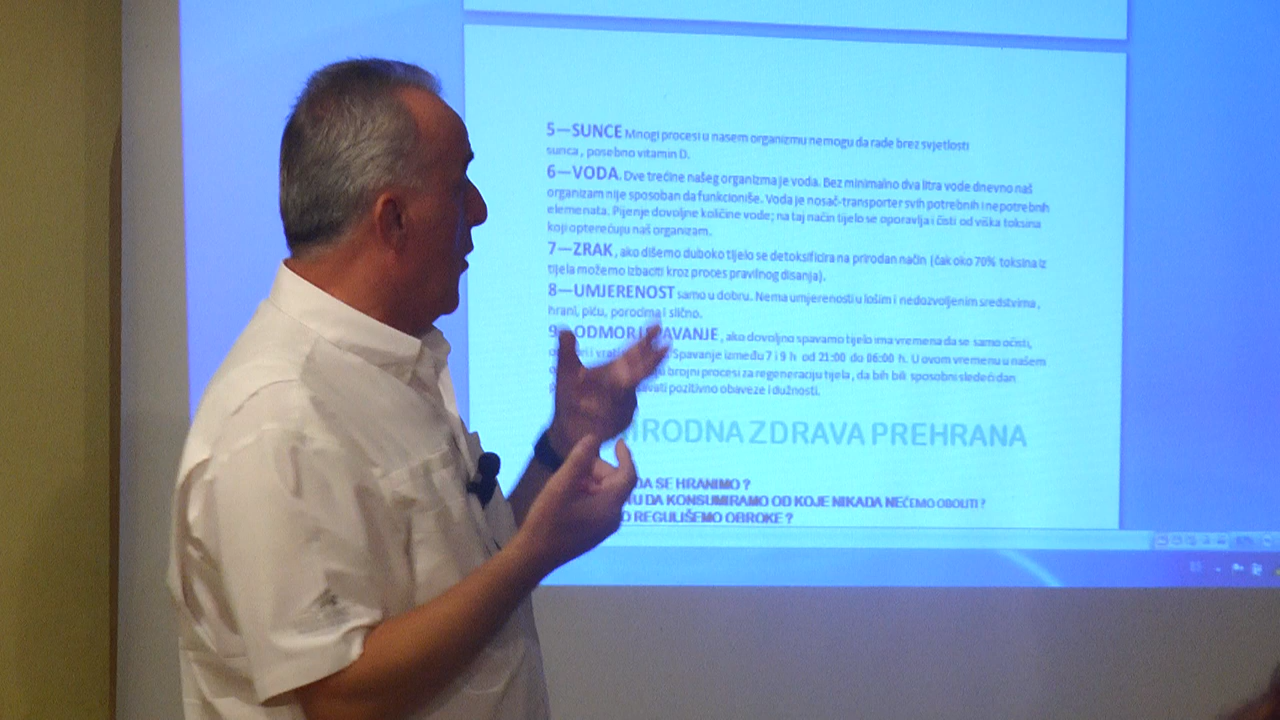 5—SUNCE Mnogi procesi u nasem organizmu nemogu da rade brez svjetlosti
sunca, posebno vitamin D.
6—VODA. Dve trećine našeg organizma je voda. Bez minimalno dva litra vode dnevno naš
organizam nije sposoban da funkcioniše. Voda je nosač-transporter svih potrebnih i nepotrebnih
elemenata. Pijenje dovoljne količine vode; na taj način tijelo se oporavlja i čisti od viška toksina
koji opterećuju naš organizam.
7—ZRAK, ako dišemo duboko tijelo se detoksificira na prirodan način (čak oko 70% toksina iz
tijela možemo izbaciti kroz proces pravilnog disanja).
8—UMJERENOST samo u dobru. Nema umjerenosti u lošim i nedozvoljenim sredstvima,
hrani, piću, porocima i slično.
9—ODMOR I SPAVANJE, ako dovoljno spavamo tijelo ima vremena da se samo očisti,
i Spavanje između 7 i 9 h od 21:00 do 06:00 h. U ovom vremenu u našem
brojni procesi za regeneraciju tijela, da bih bili sposobni sledeći dan
pozitivno obaveze i dužnosti.
IRODNA ZDRAVA PREHRANA
DA SE HRANIMO ?
NU DA KONSUMIRAMO OD KOJE NIKADA NEĆEMO OBOLITI ?
O REGULIŠEMO OBROKE ?